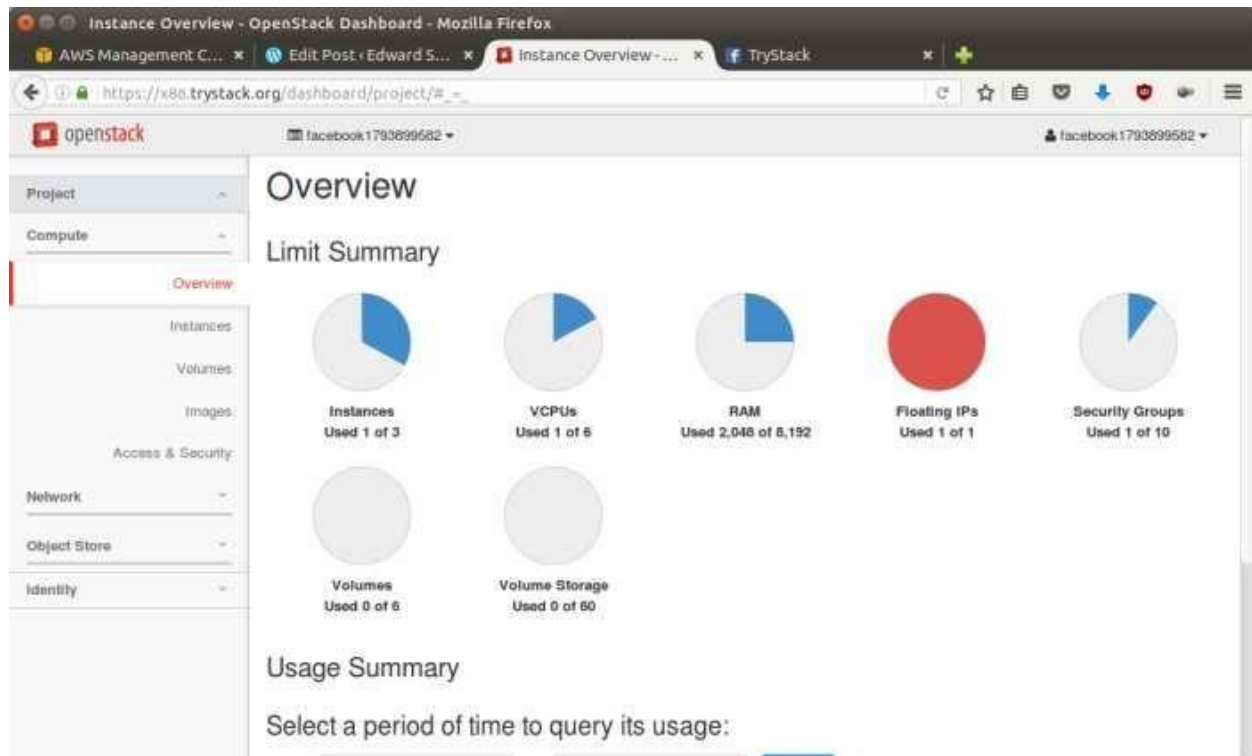 Instance Overview - OpenStack Dashboard - Mozilla Firefox
AWS Management C... Edit Post ‹ Edward S... Instance Overview - ... TryStack
https://x86.trystack.org/dashboard/project/#_=_
openstack facebook1793899582 facebook1793899582
Project
Compute
Overview
Instances
Volumes
Images
Access & Security
Network
Object Store
Identity
Overview
Limit Summary
Instances
Used 1 of 3
VCPUs
Used 1 of 6
RAM
Used 2,048 of 8,192
Floating IPs
Used 1 of 1
Security Groups
Used 1 of 10
Volumes
Used 0 of 6
Volume Storage
Used 0 of 60
Usage Summary
Select a period of time to query its usage: